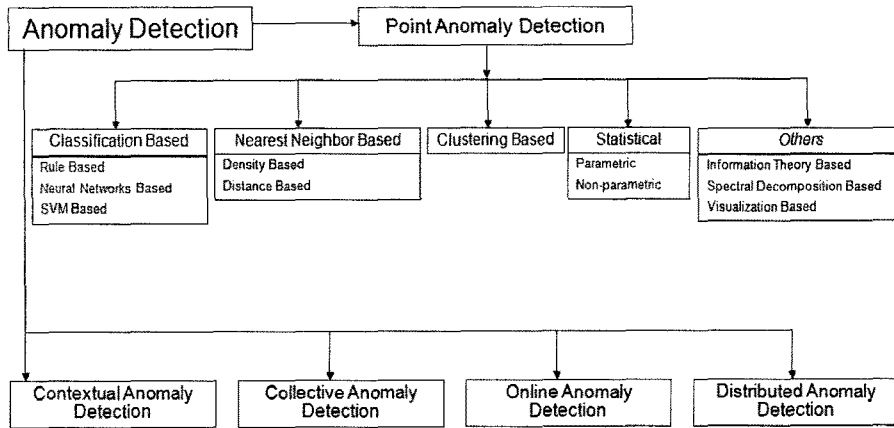 Anomaly Detection
Point Anomaly Detection
Classification Based
Rule Based
Neural Networks Based
SVM Based
Nearest Neighbor Based
Density Based
Distance Based
Clustering Based
Statistical
Parametric
Non-parametric
Others
Information Theory Based
Spectral Decomposition Based
Visualization Based
Contextual Anomaly
Detection
Collective Anomaly
Detection
Online Anomaly
Detection
Distributed Anomaly
Detection